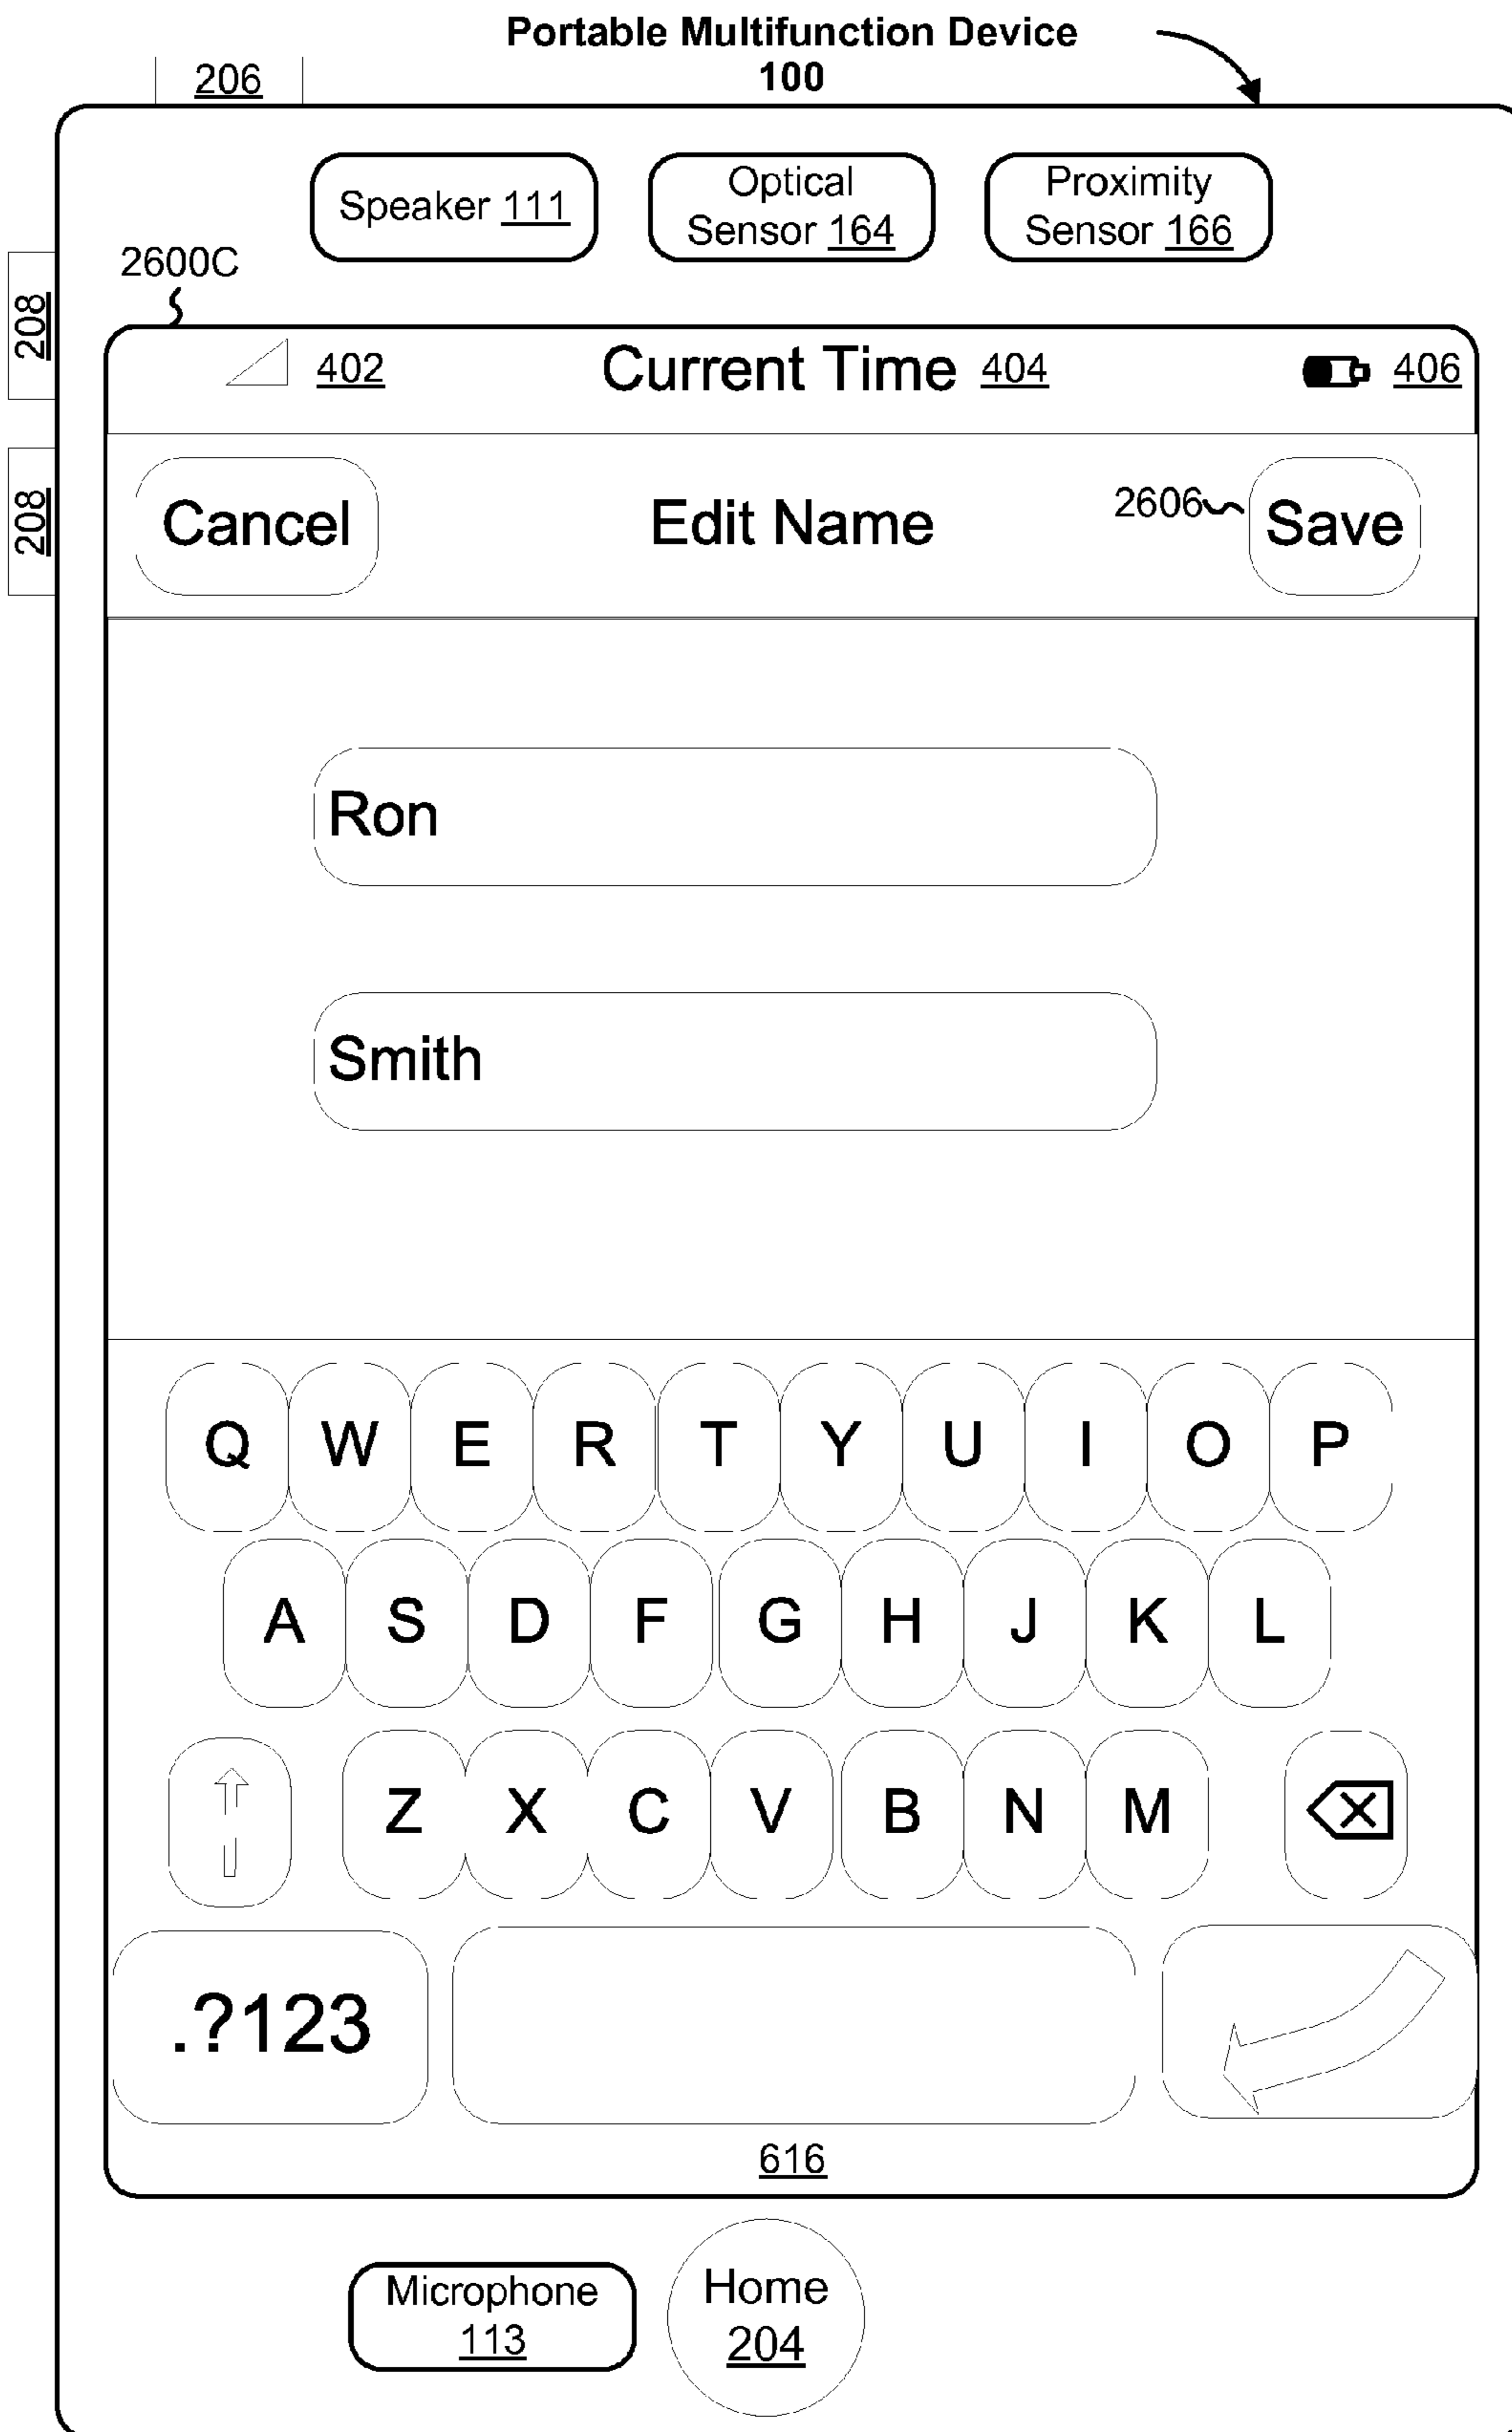 Portable Multifunction Device
100
206
Speaker 111
Optical
Sensor 164
Proximity
Sensor 166
2600C
208
402
Current Time 404
406
208
Cancel
Edit Name
2606
Save
Ron
Smith
Q W E R T Y U I O P
A S D F G H J K L
Z X C V B N M
.?123
616
Microphone
113
Home
204